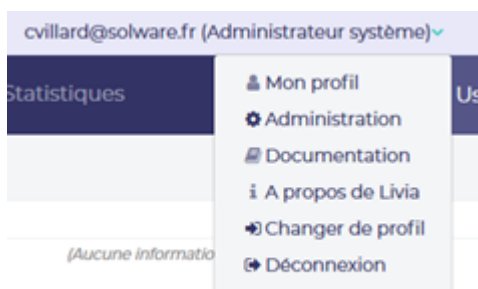 cvillard@solware.fr (Administrateur système)
Statistiques
Us
Mon profil
Administration
Documentation
A propos de Livia
Changer de profil
(Aucune informatio
Déconnexion